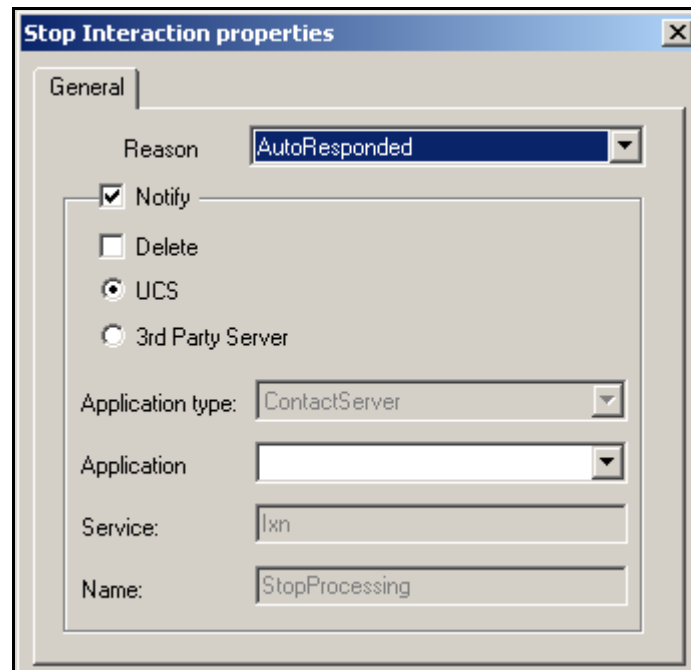 Stop Interaction properties
General
Reason AutoResponded
Notify
Delete
UCS
3rd Party Server
Application type: ContactServer
Application
Service: Ixn
Name: StopProcessing